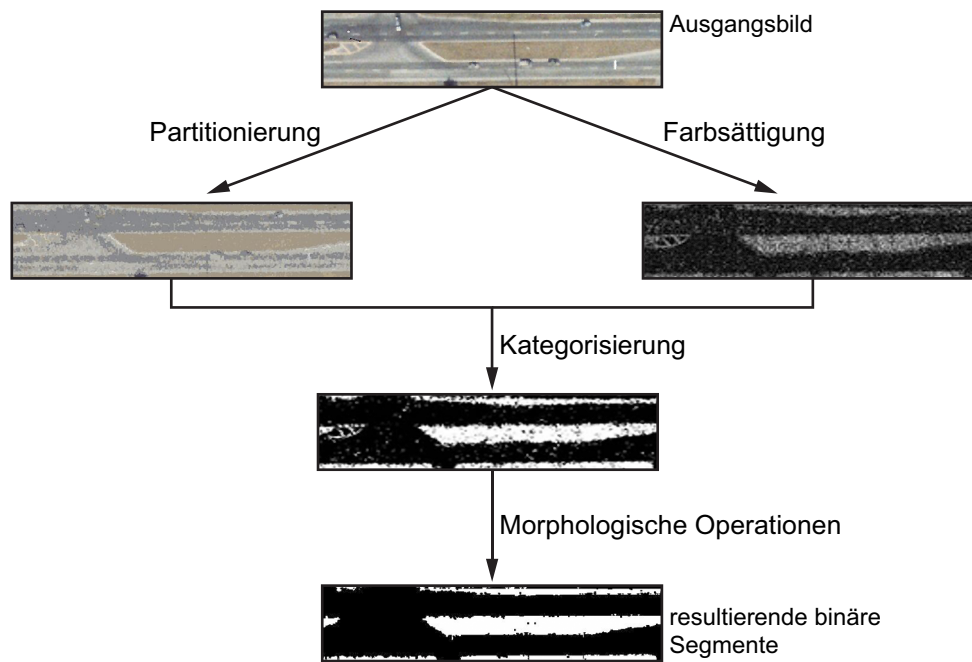 Ausgangsbild
Partitionierung
Farbsättigung
Kategorisierung
Morphologische Operationen
resultierende binäre
Segmente